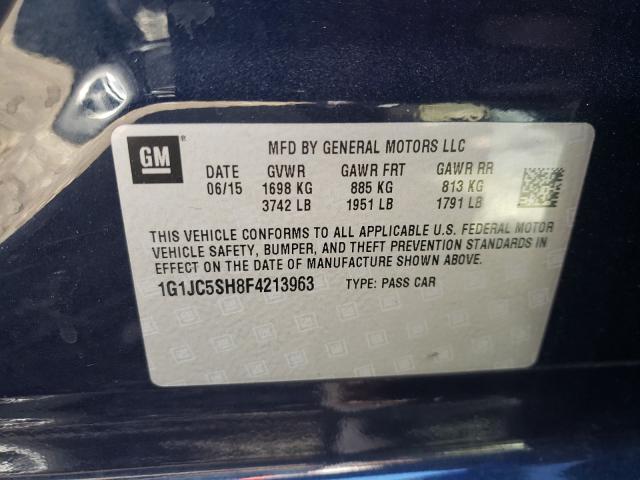 GM
MFD BY GENERAL MOTORS LLC
DATE GVWR GAWR FRT GAWR RR
06/15 1698 KG 885 KG 813 KG
3742 LB 1951 LB 1791 LB
THIS VEHICLE CONFORMS TO ALL APPLICABLE U.S. FEDERAL MOTOR
VEHICLE SAFETY, BUMPER, AND THEFT PREVENTION STANDARDS IN
EFFECT ON THE DATE OF MANUFACTURE SHOWN ABOVE.
1G1JC5SH8F4213963 TYPE: PASS CAR